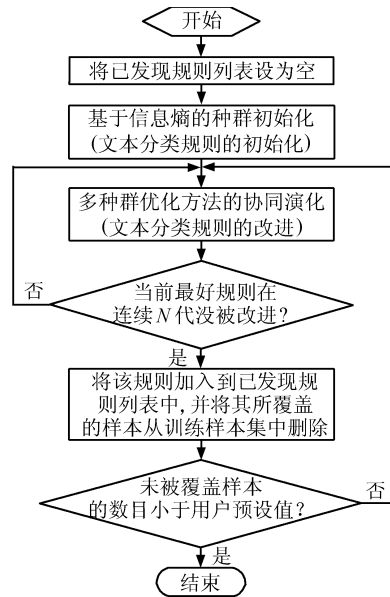 开始
将已发现规则列表设为空
基于信息熵的种群初始化
(文本分类规则的初始化)
多种群优化方法的协同演化
(文本分类规则的改进)
否
当前最好规则在
连续N代没被改进?
是
将该规则加入到已发现规
则列表中,并将其所覆盖
的样本从训练样本集中删除
未被覆盖样本
的数目小于用户预设值?
否
是
结束